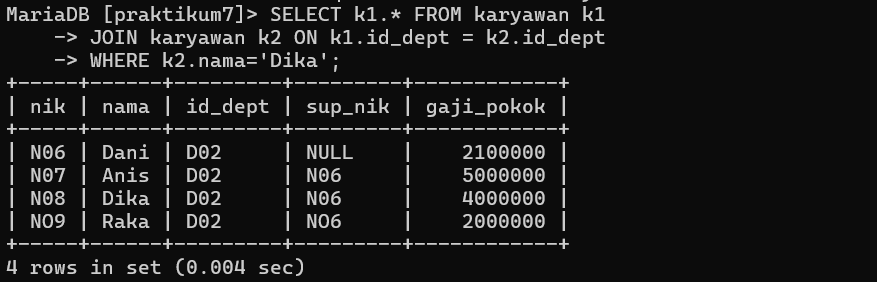 MariaDB [praktikum7]> SELECT k1.* FROM karyawan k1
    -> JOIN karyawan k2 ON k1.id_dept = k2.id_dept
    -> WHERE k2.nama='Dika';
+-----+------+---------+---------+------------+
| nik | nama | id_dept | sup_nik | gaji_pokok |
+-----+------+---------+---------+------------+
| N06 | Dani | D02     | NULL    |    2100000 |
| N07 | Anis | D02     | N06     |    5000000 |
| N08 | Dika | D02     | N06     |    4000000 |
| NO9 | Raka | D02     | NO6     |    2000000 |
+-----+------+---------+---------+------------+
4 rows in set (0.004 sec)